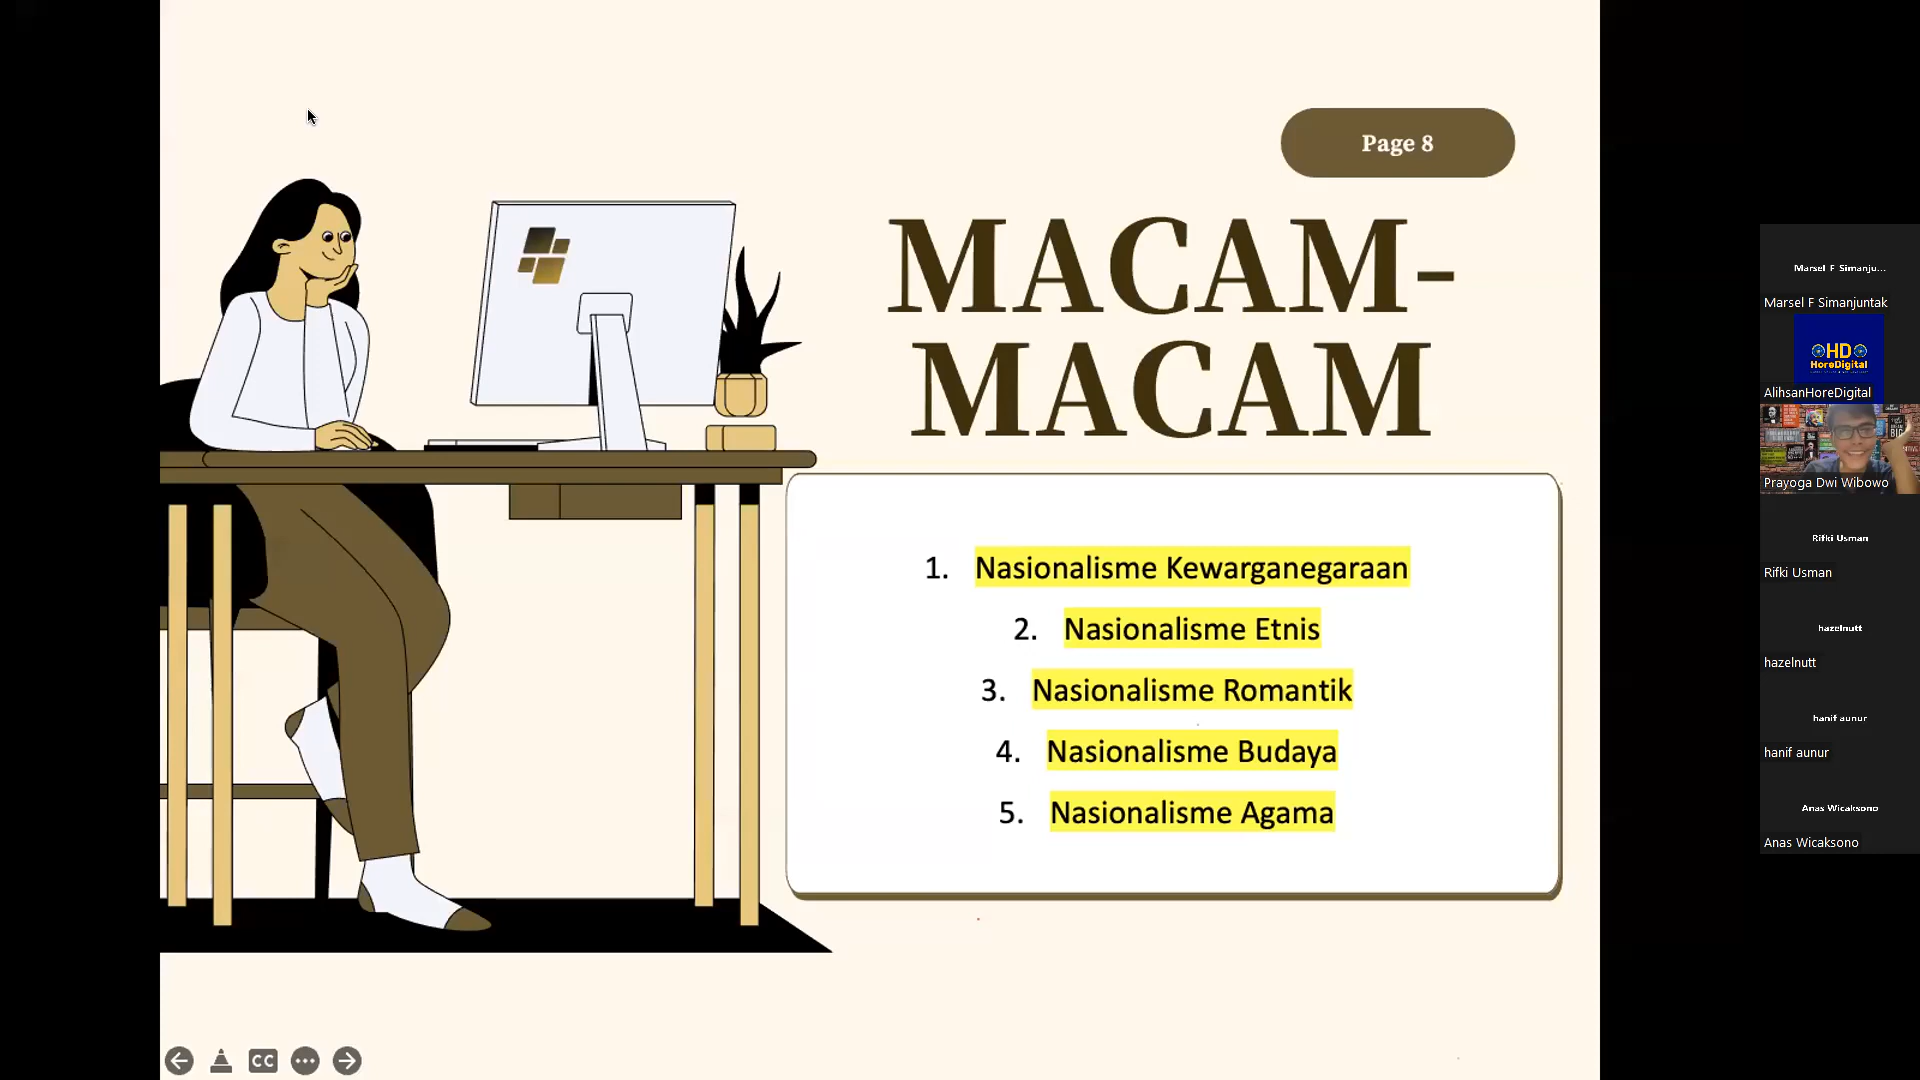 Page 8
MACAM-
MACAM
1. Nasionalisme Kewarganegaraan
2. Nasionalisme Etnis
3. Nasionalisme Romantik
4. Nasionalisme Budaya
5. Nasionalisme Agama
CC
Marsel F Simanju...
Marsel F Simanjuntak
HD
HoreDigital
AlihsanHoreDigital
Prayoga Dwi Wibowo
Rifki Usman
Rifki Usman
hazelnutt
hazelnutt
hanif aunur
hanif aunur
Anas Wicaksono
Anas Wicaksono